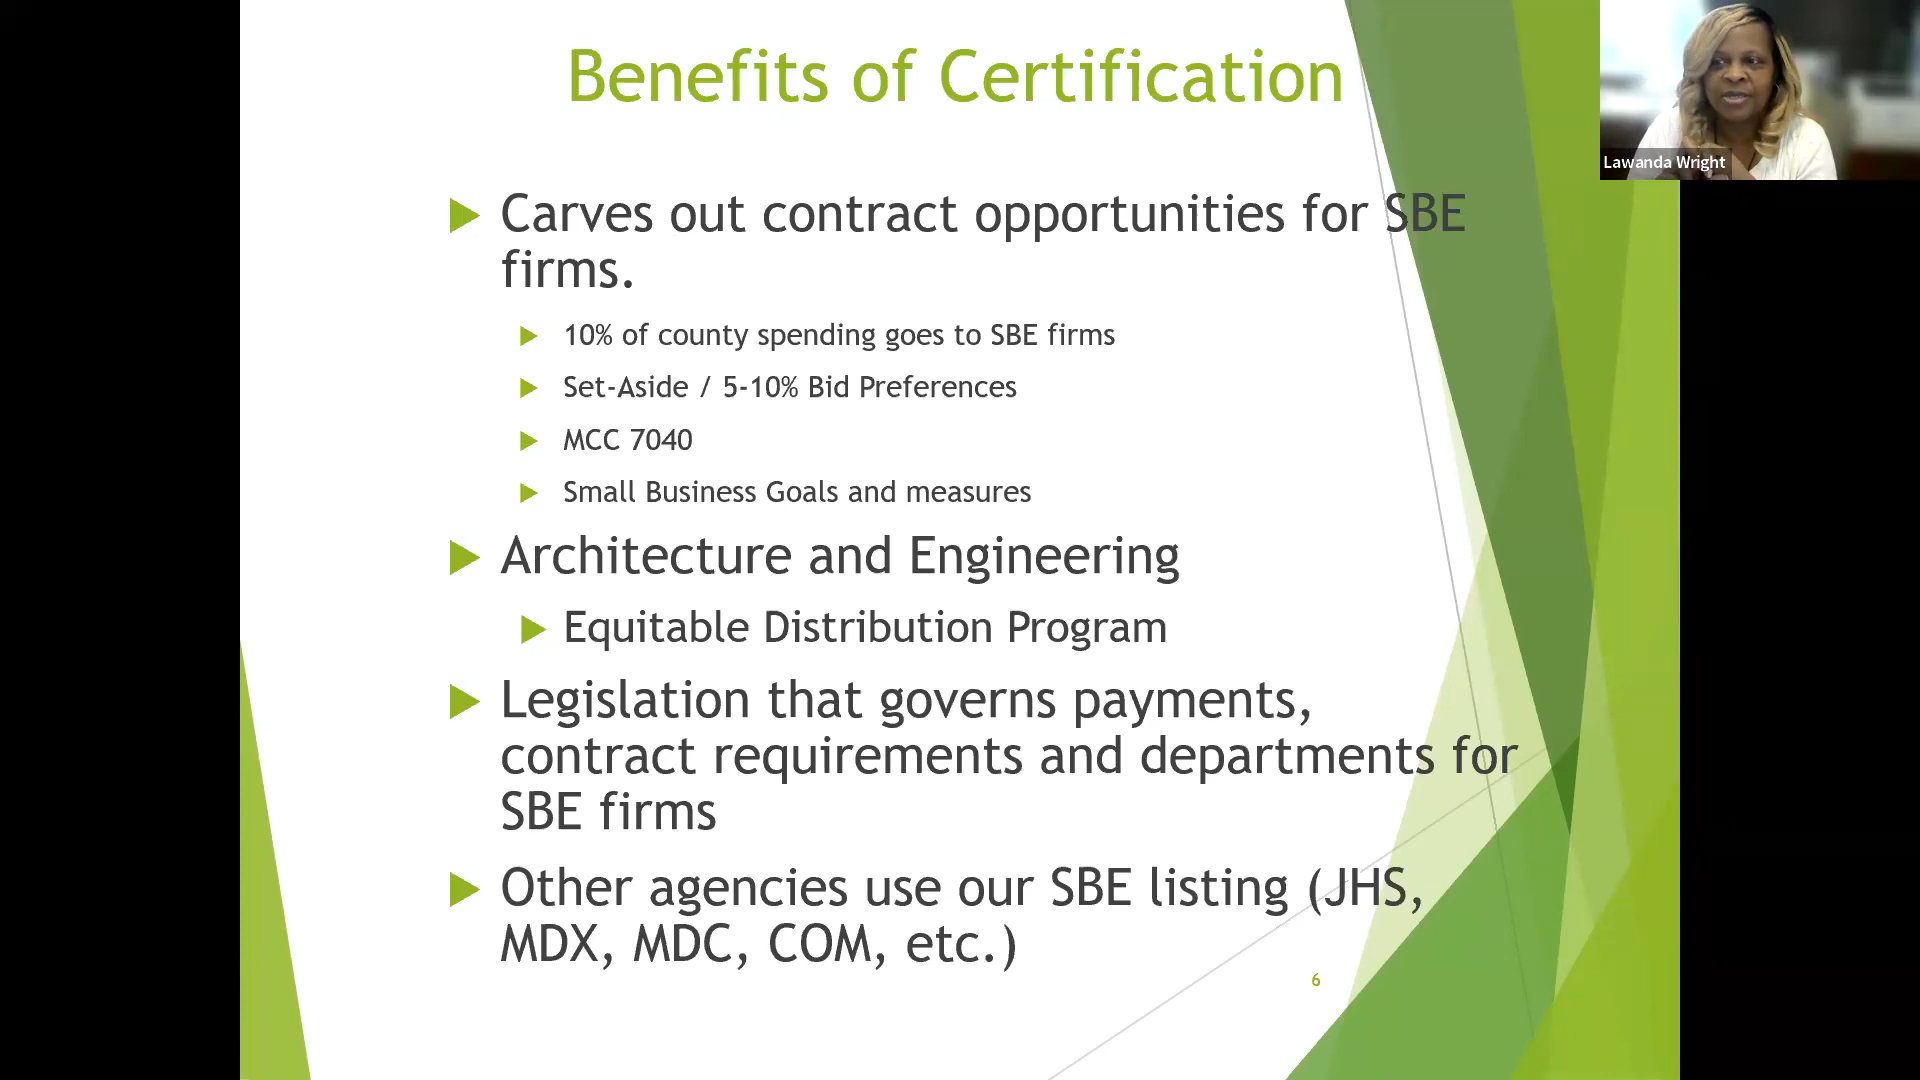 Benefits of Certification
Lawanda Wright
Carves out contract opportunities for SBE
firms.
10% of county spending goes to SBE firms
Set-Aside / 5-10% Bid Preferences
MCC 7040
Small Business Goals and measures
Architecture and Engineering
Equitable Distribution Program
Legislation that governs payments,
contract requirements and departments for
SBE firms
Other agencies use our SBE listing (JHS,
MDX, MDC, COM, etc.)
6